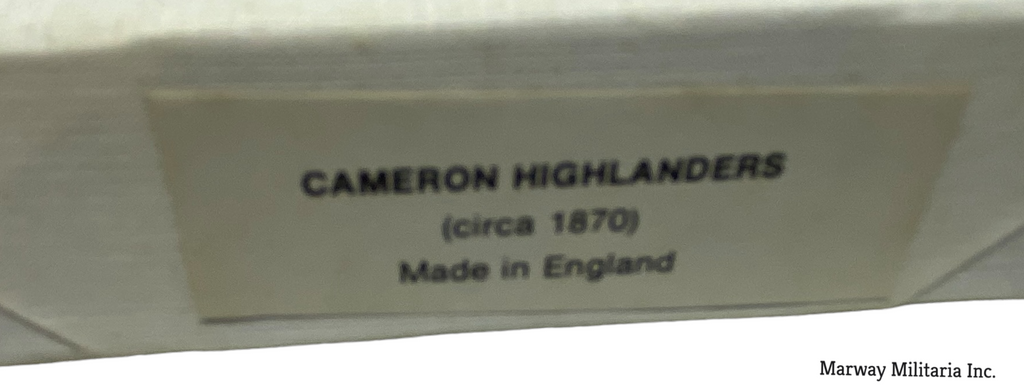 CAMERON HIGHLANDERS
(circa 1870)
Made in England
Marway Militaria Inc.